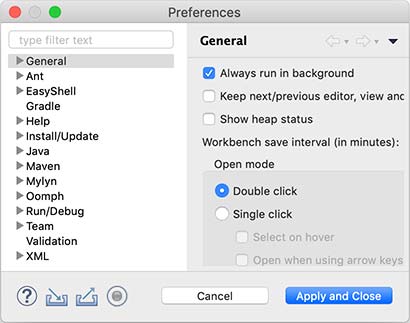 Preferences
type filter text
General
Ant
EasyShell
Gradle
Help
Install/Update
Java
Maven
Mylyn
Oomph
Run/Debug
Team
Validation
XML
General
Always run in background
Keep next/previous editor, view and
Show heap status
Workbench save interval (in minutes):
Open mode
Double click
Single click
Select on hover
Open when using arrow keys
Cancel
Apply and Close